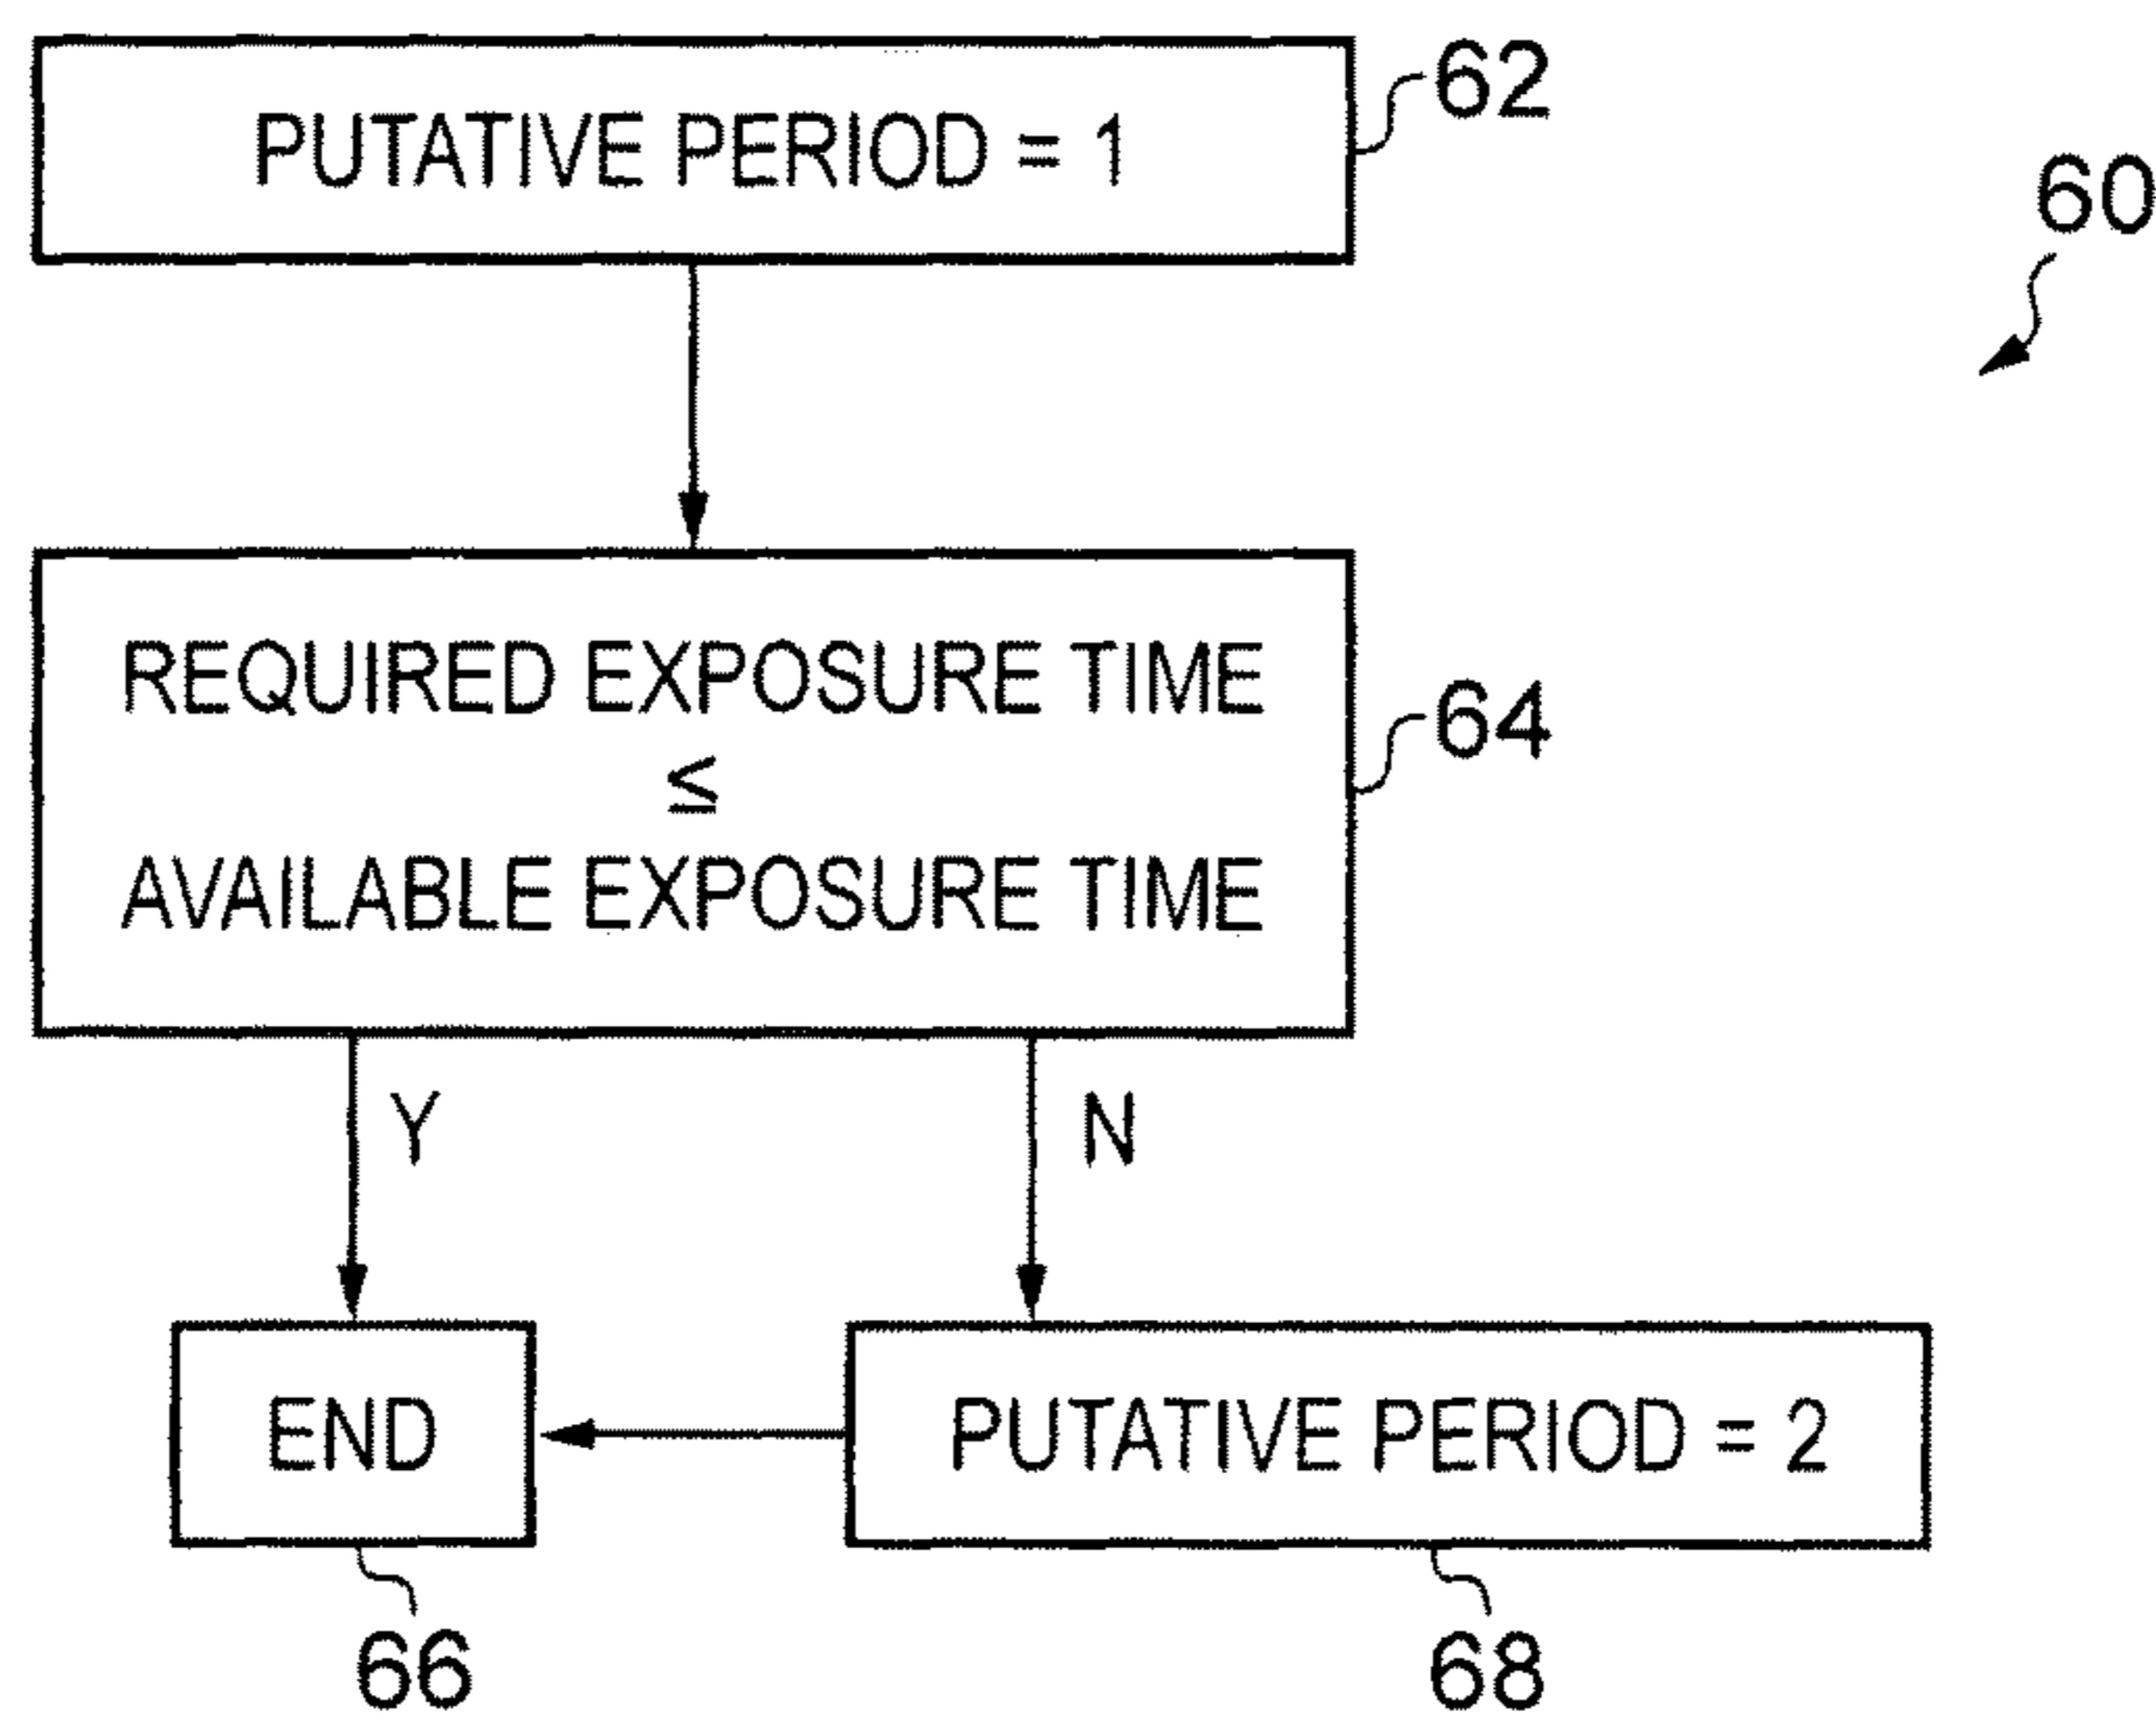 PUTATIVE PERIOD = 1
62
60
REQUIRED EXPOSURE TIME
≤
AVAILABLE EXPOSURE TIME
64
Y
N
END
PUTATIVE PERIOD = 2
66
68